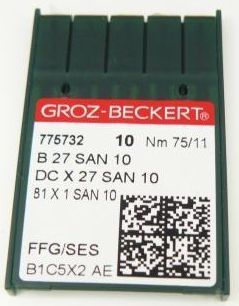 GROZ-BECKERT®
775732 10 Nm 75/11
B 27 SAN 10
DC X 27 SAN 10
81 X 1 SAN 10
FFG/SES
B1C5X2 AE